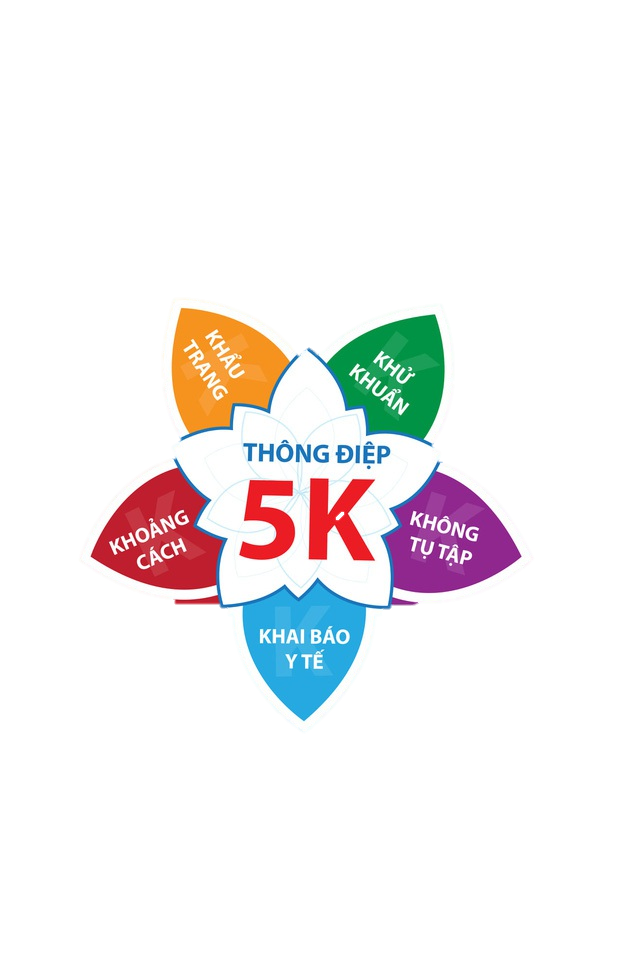 KHẨU
TRANG
KHỬ
KHUẨN
THÔNG ĐIỆP
5K
KHOẢNG
CÁCH
KHÔNG
TỤ TẬP
KHAI BÁO
Y TẾ